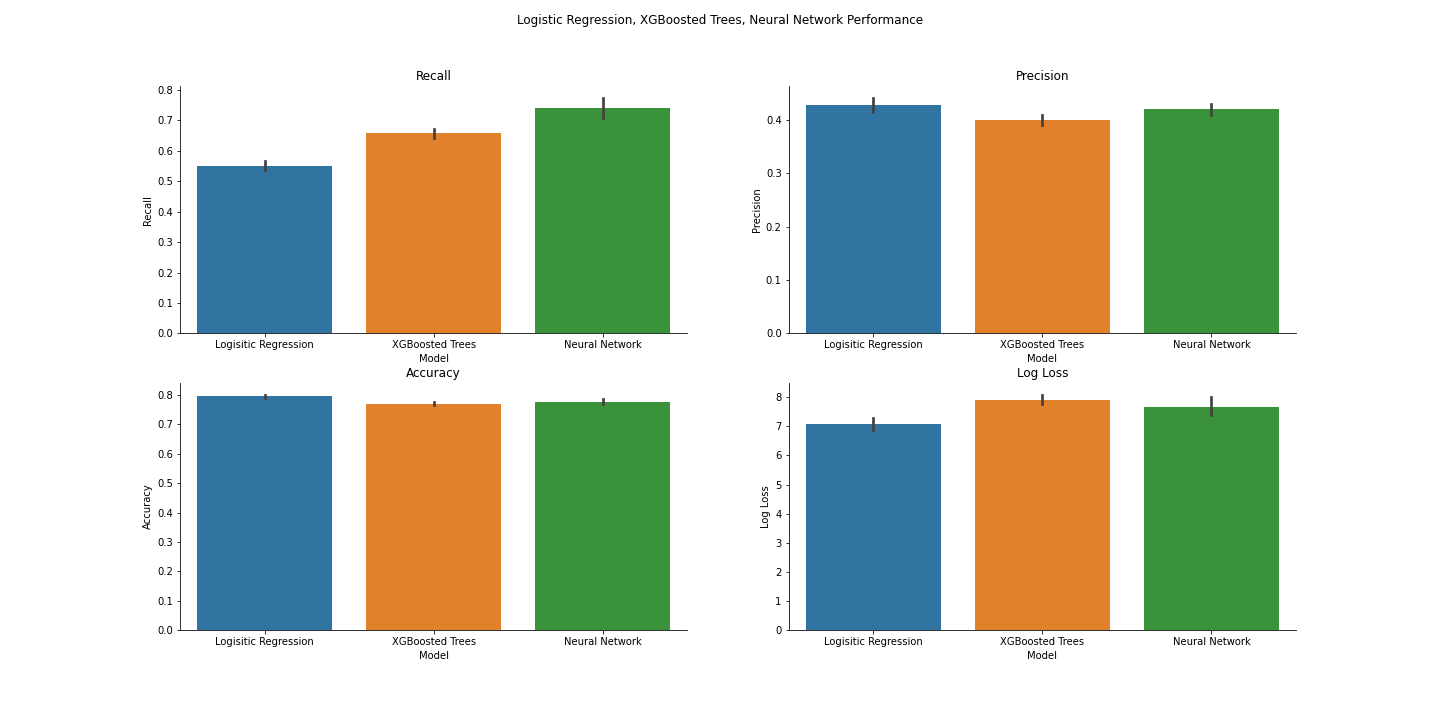 Logistic Regression, XGBoosted Trees, Neural Network Performance
Recall
0.8
0.7
0.6
0.5
0.4
0.3
0.2
0.1
0.0
Recall
Logisitic Regression XGBoosted Trees Neural Network
Model
Precision
0.4
0.3
0.2
0.1
0.0
Precision
Logisitic Regression XGBoosted Trees Neural Network
Model
Accuracy
0.8
0.7
0.6
0.5
0.4
0.3
0.2
0.1
0.0
Accuracy
Logisitic Regression XGBoosted Trees Neural Network
Model
Log Loss
8
7
6
5
4
3
2
1
0
Log Loss
Logisitic Regression XGBoosted Trees Neural Network
Model